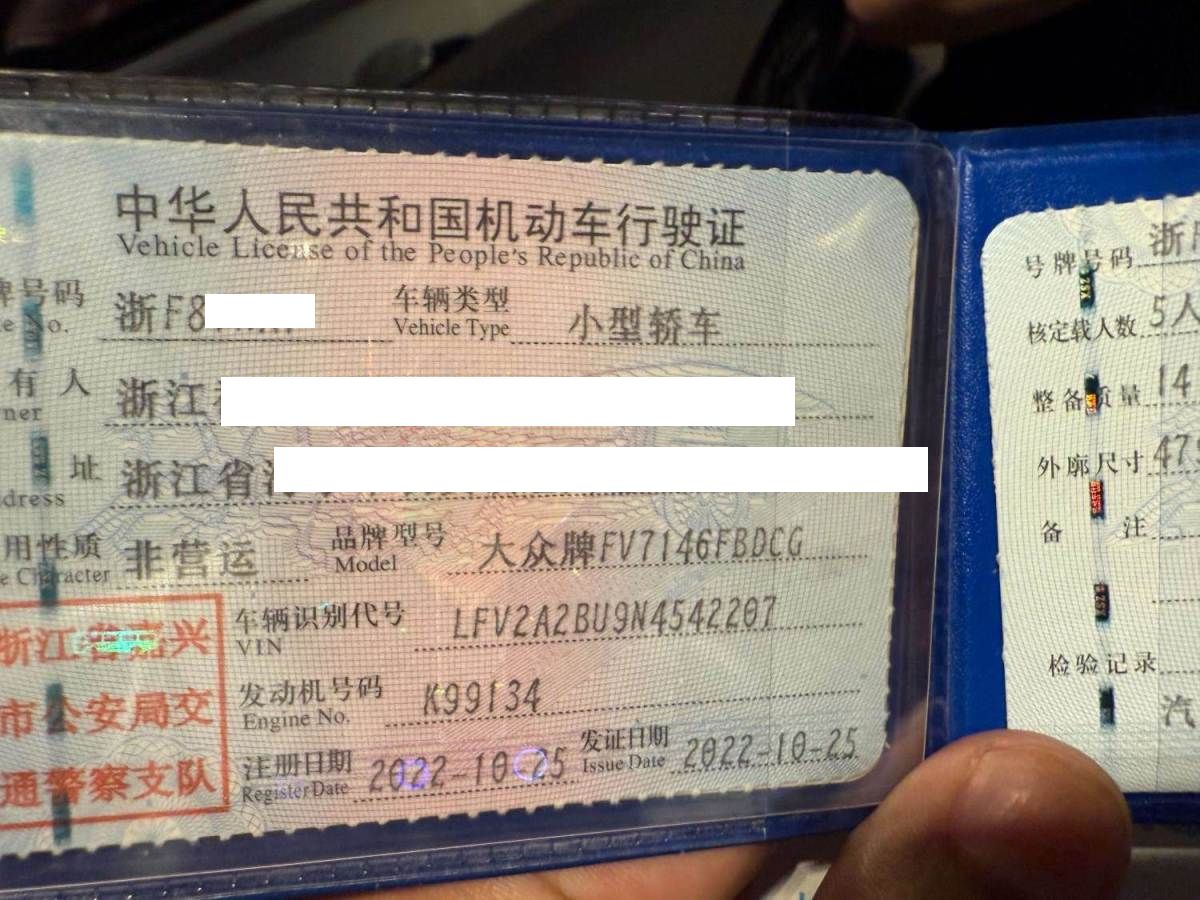 中华人民共和国机动车行驶证
Vehicle License of the People's Republic of China
牌号码 浙F8 车辆类型 小型轿车
No. Vehicle Type
有人 浙江
ner
址 浙江省
dress
用性质 非营运 品牌型号 大众牌FV7146FBDCG
Character Model
车辆识别代号 LFV2A2BU9N4542207
VIN
发动机号码 K99134
Engine No.
注册日期 2022-10-25 发证日期 2022-10-25
Register Date Issue Date
浙江省嘉兴
市公安局交
通警察支队
号牌号码 浙
核定载人数 5人
整备质量 14
外廓尺寸 47
备注
检验记录
汽